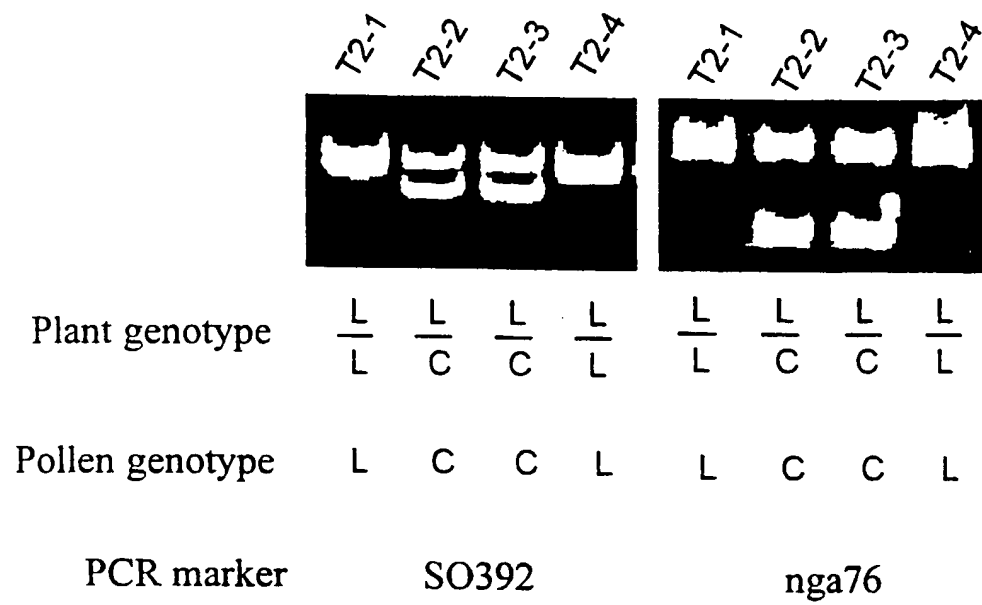 T2-1 T2-2 T2-3 T2-4 T2-1 T2-2 T2-3 T2-4
L L L L L L L L
Plant genotype
L C C L L C C L
Pollen genotype L C C L L C C L
PCR marker SO392 nga76